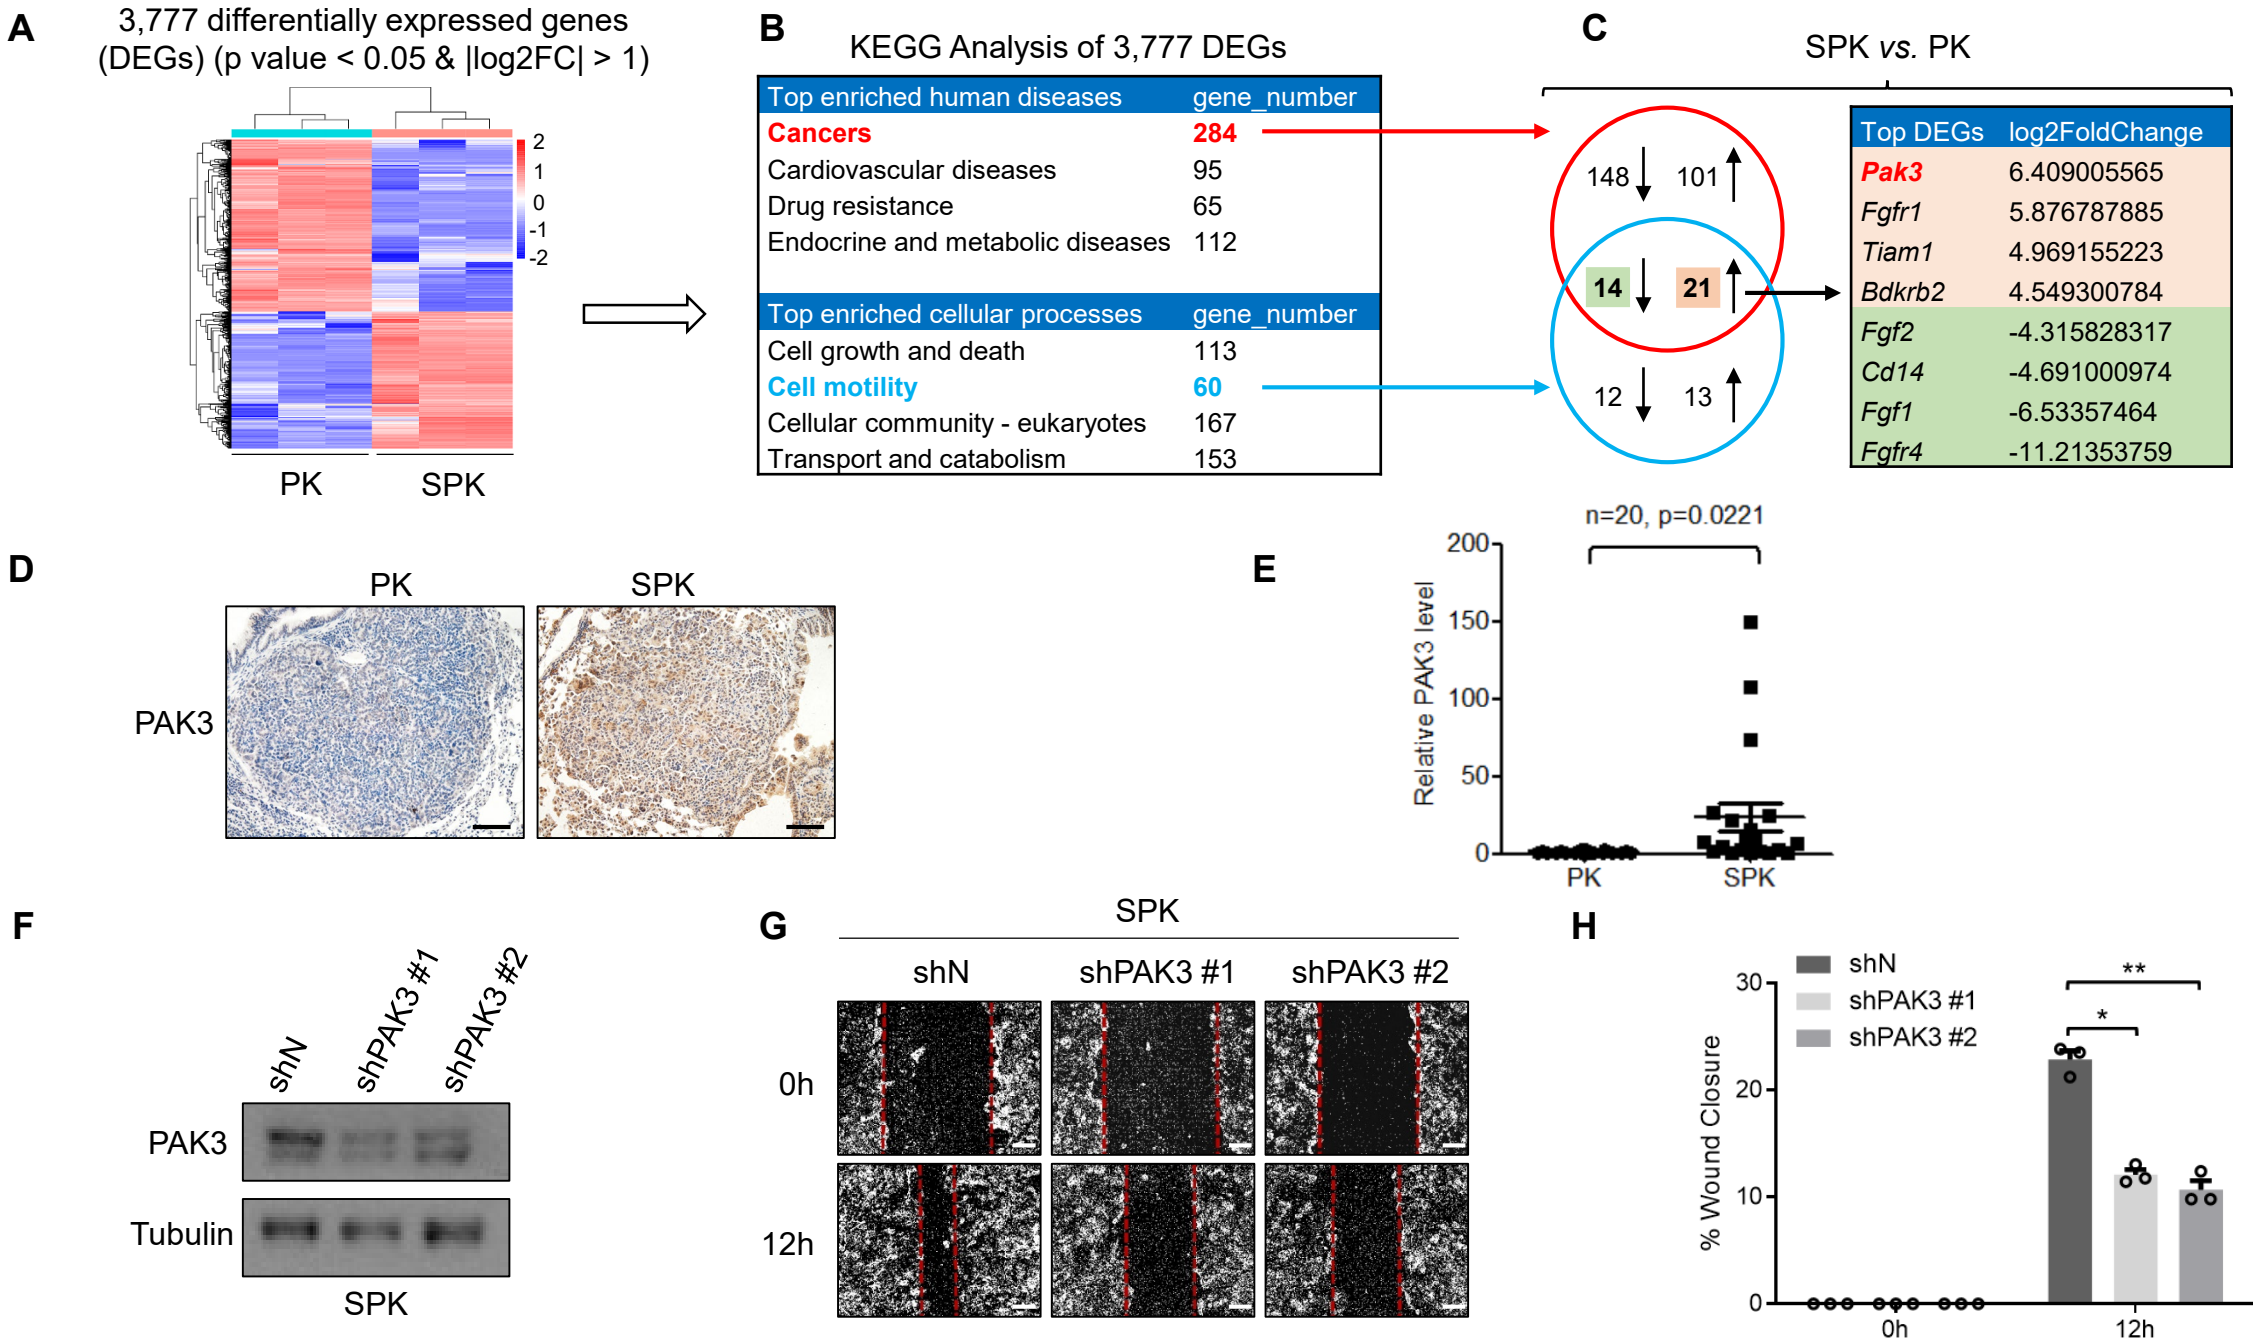 A
3,777 differentially expressed genes
(DEGs) (p value < 0.05 & |log2FC| > 1)
2
1
0
-1
-2
PK
SPK
B
KEGG Analysis of 3,777 DEGs
Top enriched human diseases gene_number
Cancers 284
Cardiovascular diseases 95
Drug resistance 65
Endocrine and metabolic diseases 112
Top enriched cellular processes gene_number
Cell growth and death 113
Cell motility 60
Cellular community - eukaryotes 167
Transport and catabolism 153
C
SPK vs. PK
148 101
14 21
12 13
Top DEGs log2FoldChange
Pak3 6.409005565
Fgfr1 5.876787885
Tiam1 4.969155223
Bdkrb2 4.549300784
Fgf2 -4.315828317
Cd14 -4.691000974
Fgf1 -6.53357464
Fgfr4 -11.21353759
D
PK SPK
PAK3
E
n=20, p=0.0221
Relative PAK3 level
200
150
100
50
0
PK SPK
F
shN shPAK3 #1 shPAK3 #2
PAK3
Tubulin
SPK
G
SPK
shN shPAK3 #1 shPAK3 #2
0h
12h
H
shN
shPAK3 #1
shPAK3 #2
% Wound Closure
30
20
10
0
**
*
0h 12h